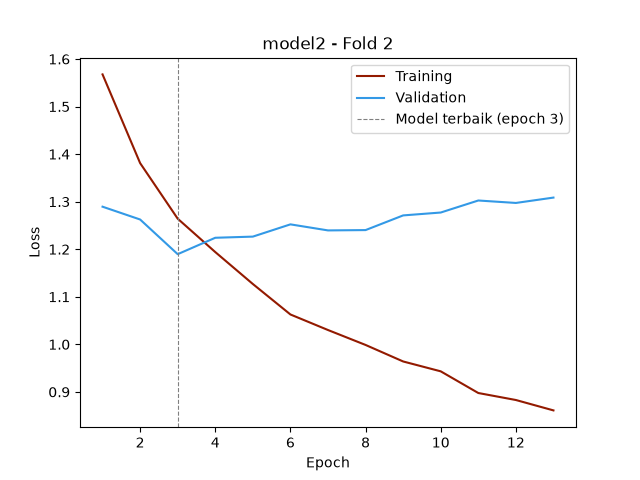 model2 - Fold 2
Training
Validation
Model terbaik (epoch 3)
Loss
1.6
1.5
1.4
1.3
1.2
1.1
1.0
0.9
2 4 6 8 10 12
Epoch